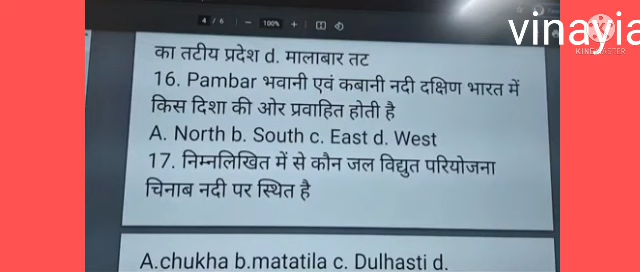 4 / 6 | − 100% +
vinayia
KINEMASTER
का तटीय प्रदेश d. मालाबार तट
16. Pambar भवानी एवं कबानी नदी दक्षिण भारत में
किस दिशा की ओर प्रवाहित होती है
A. North b. South c. East d. West
17. निम्नलिखित में से कौन जल विद्युत परियोजना
चिनाब नदी पर स्थित है
A.chukha b.matatila c. Dulhasti d.